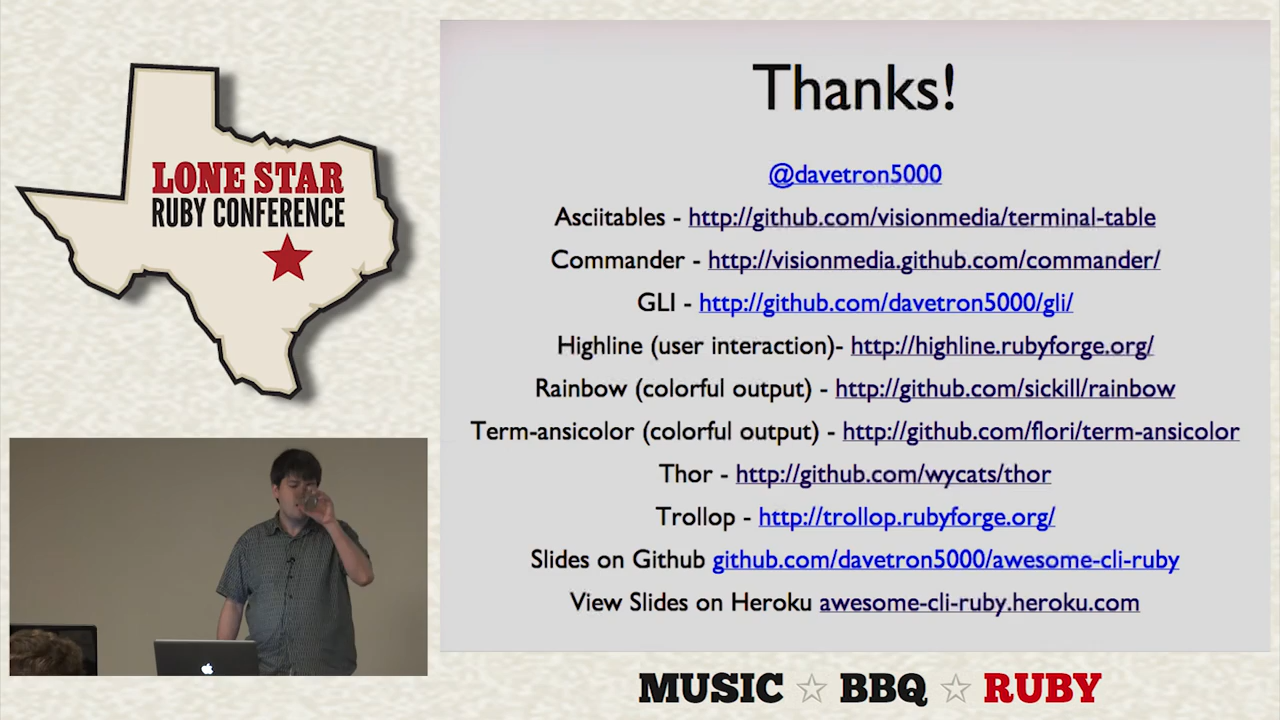 LONE STAR
RUBY CONFERENCE
Thanks!
@davetron5000
Asciitables - http://github.com/visionmedia/terminal-table
Commander - http://visionmedia.github.com/commander/
GLI - http://github.com/davetron5000/gli/
Highline (user interaction)- http://highline.rubyforge.org/
Rainbow (colorful output) - http://github.com/sickill/rainbow
Term-ansicolor (colorful output) - http://github.com/flori/term-ansicolor
Thor - http://github.com/wycats/thor
Trollop - http://trollop.rubyforge.org/
Slides on Github github.com/davetron5000/awesome-cli-ruby
View Slides on Heroku awesome-cli-ruby.heroku.com
MUSIC ☆ BBQ ☆ RUBY